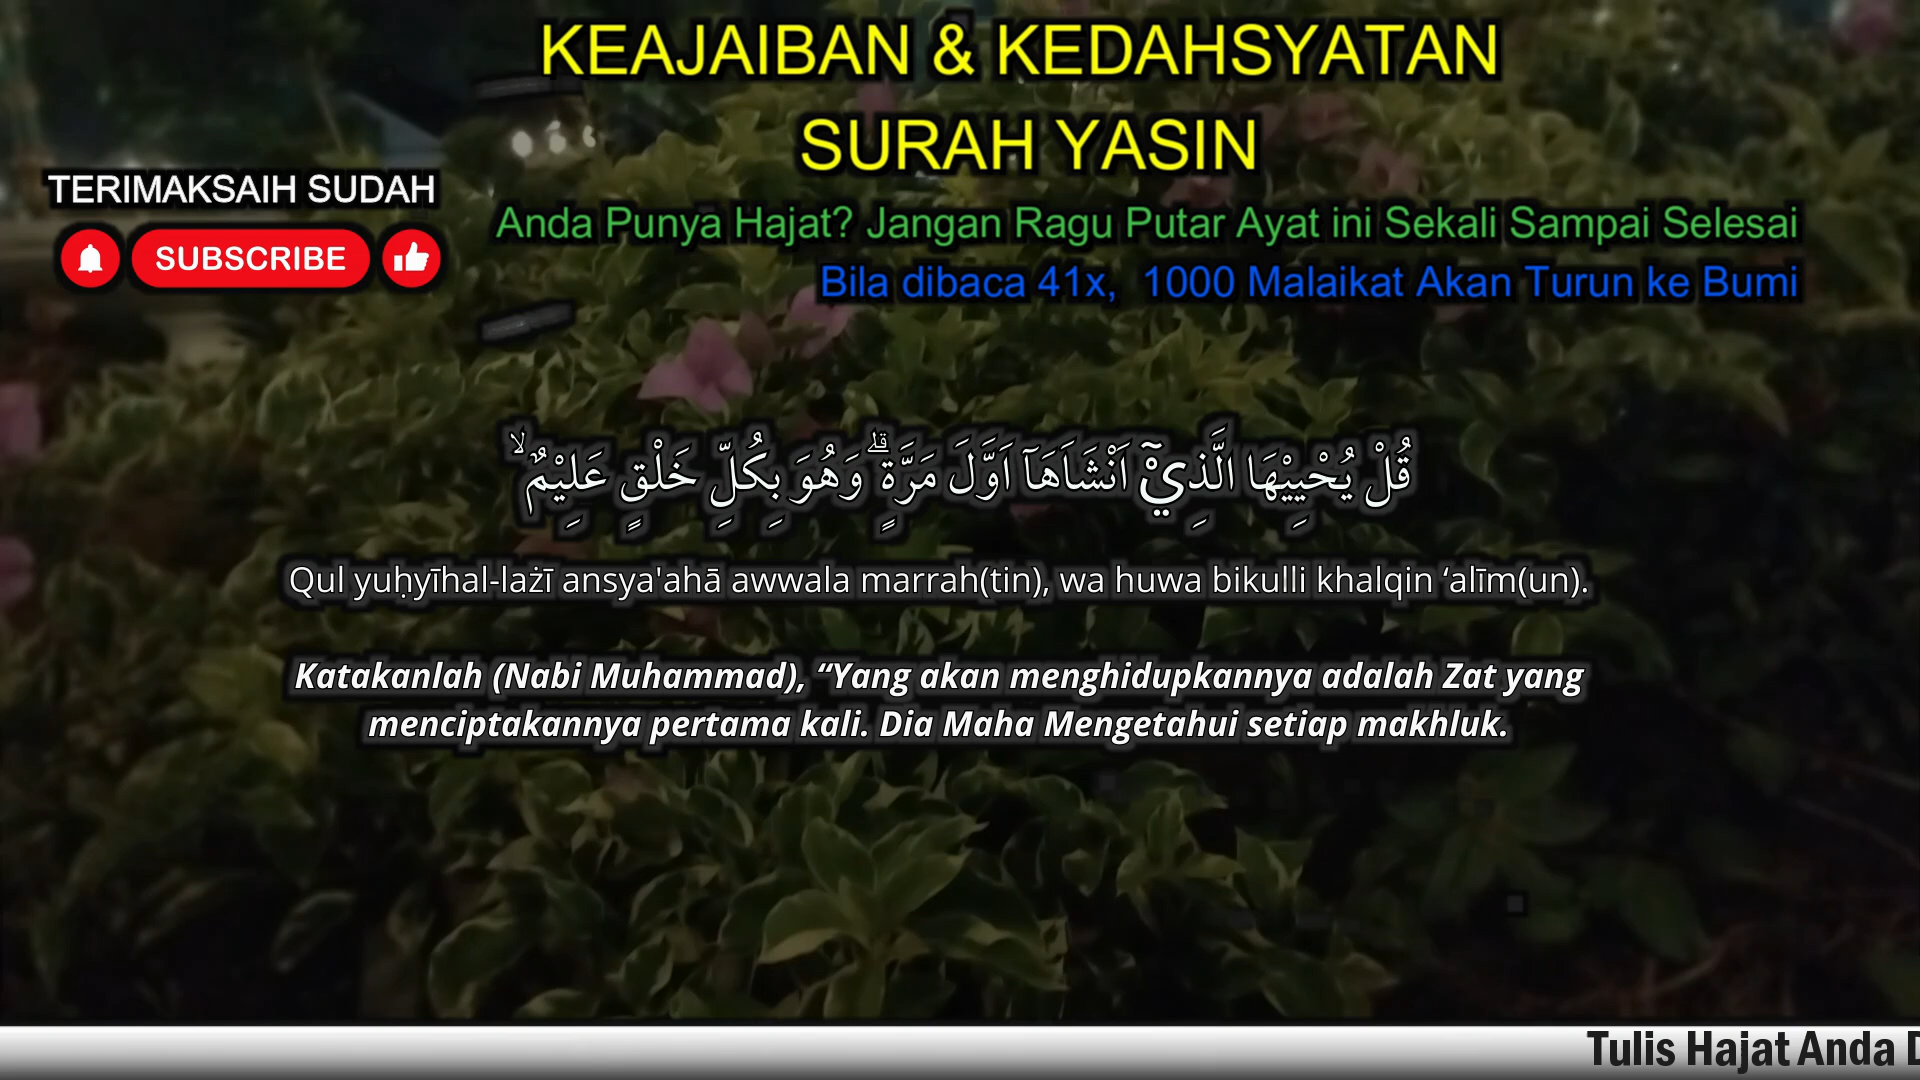 KEAJAIBAN & KEDAHSYATAN
SURAH YASIN
TERIMAKSAIH SUDAH
SUBSCRIBE
Anda Punya Hajat? Jangan Ragu Putar Ayat ini Sekali Sampai Selesai
Bila dibaca 41x, 1000 Malaikat Akan Turun ke Bumi
قُلْ يُحْيِيْهَا الَّذِيْٓ اَنْشَاَهَآ اَوَّلَ مَرَّةٍ ۗوَهُوَ بِكُلِّ خَلْقٍ عَلِيْمٌ ۙ
Qul yuḥyīhal-lażī ansya'ahā awwala marrah(tin), wa huwa bikulli khalqin ‘alīm(un).
Katakanlah (Nabi Muhammad), “Yang akan menghidupkannya adalah Zat yang
menciptakannya pertama kali. Dia Maha Mengetahui setiap makhluk.
Tulis Hajat Anda D